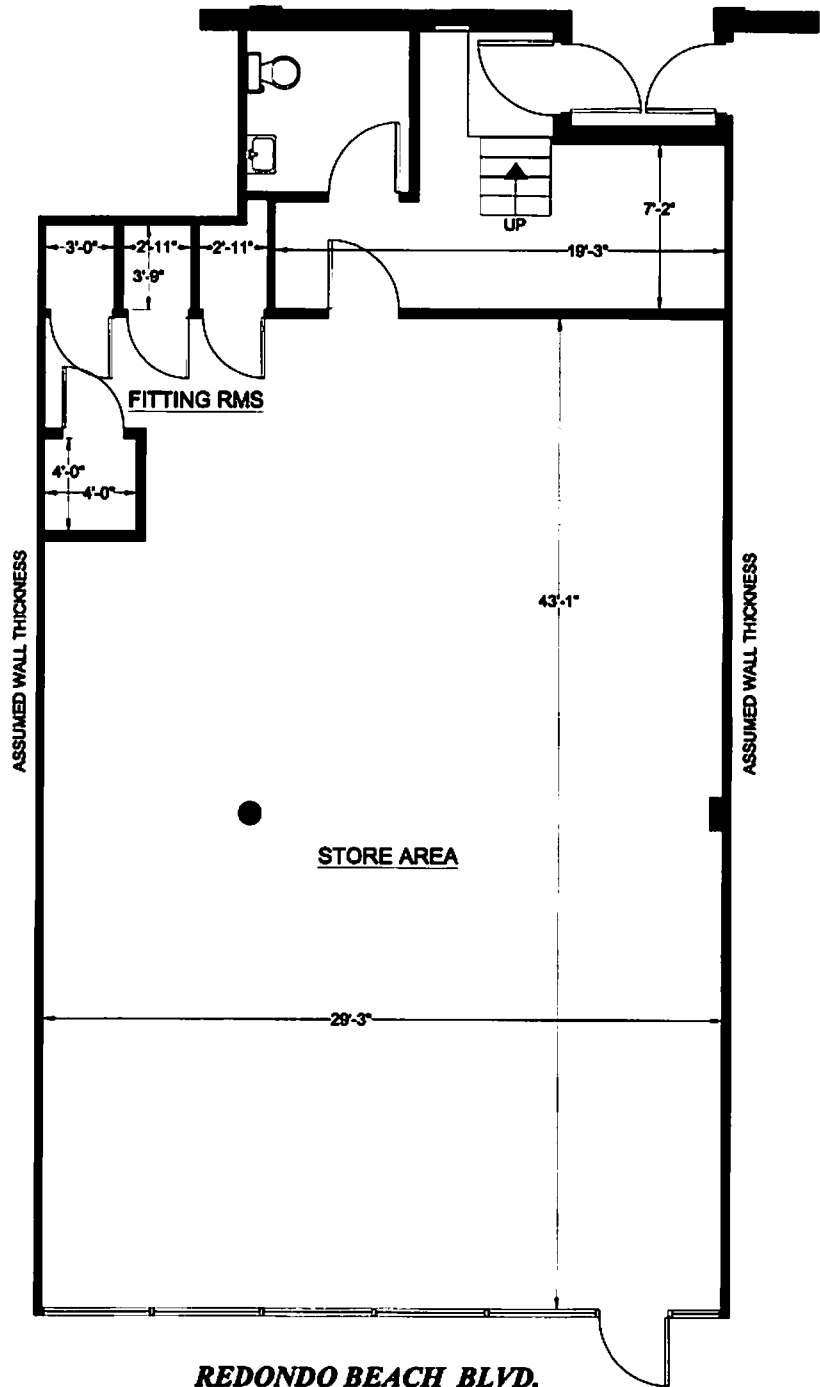 7'-2"
UP
19'-3"
3'-0"
2'-11"
2'-11"
3'-9"
FITTING RMS
4'-0"
4'-0"
ASSUMED WALL THICKNESS
43'-1"
ASSUMED WALL THICKNESS
STORE AREA
29'-3"
REDONDO BEACH BLVD.